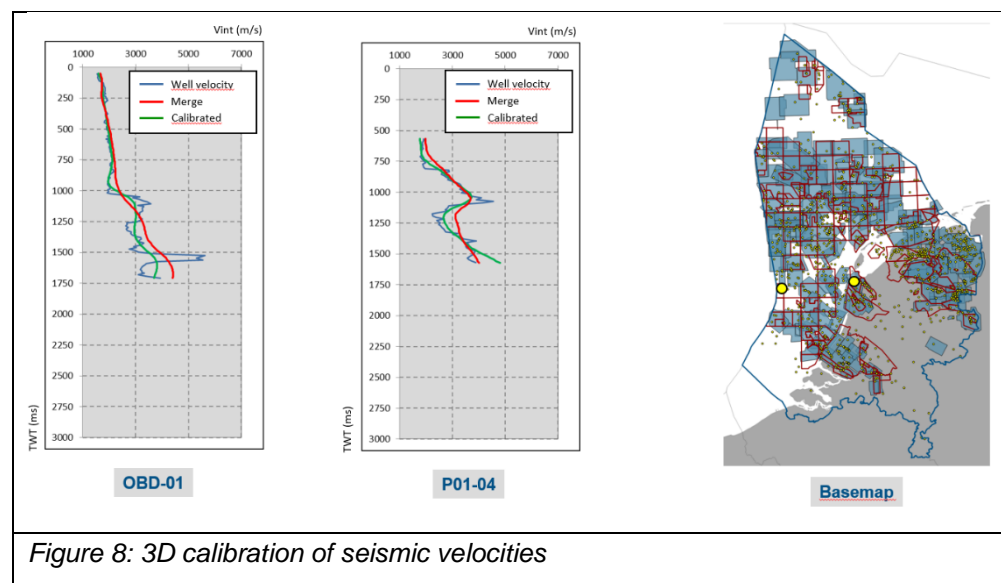 Vint (m/s)
1000 3000 5000 7000
0
250
500
750
1000
1250
1500
1750
2000
2250
2500
2750
3000
TWT (ms)
Well velocity
Merge
Calibrated
OBD-01
Vint (m/s)
1000 3000 5000 7000
0
250
500
750
1000
1250
1500
1750
2000
2250
2500
2750
3000
TWT (ms)
Well velocity
Merge
Calibrated
P01-04
Basemap
Figure 8: 3D calibration of seismic velocities